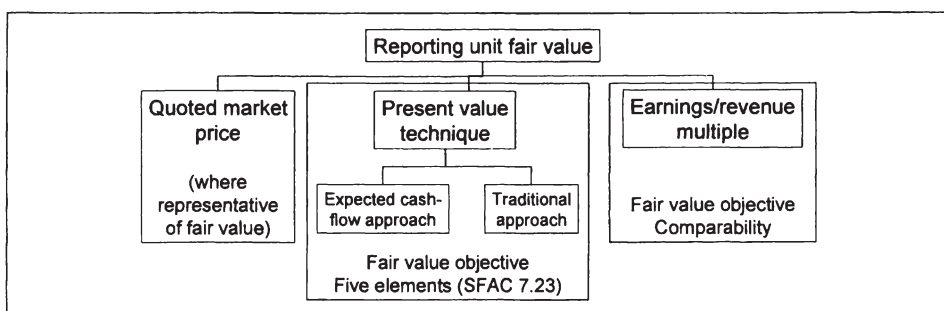 Reporting unit fair value
Quoted market
price
(where
representative
of fair value)
Present value
technique
Expected cash-
flow approach
Traditional
approach
Fair value objective
Five elements (SFAC 7.23)
Earnings/revenue
multiple
Fair value objective
Comparability